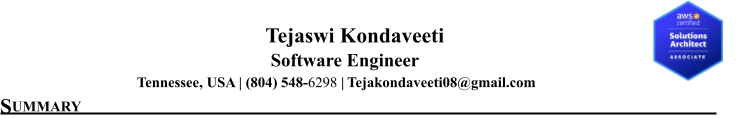 Tejaswi Kondaveeti
Software Engineer
Tennessee, USA | (804) 548-6298 | Tejakondaveeti08@gmail.com
aws
certified
Solutions
Architect
ASSOCIATE
SUMMARY